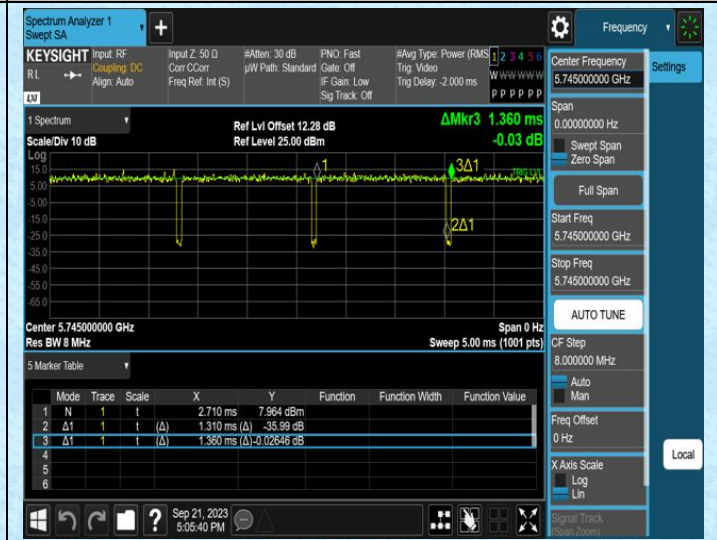 Spectrum Analyzer 1
Swept SA
+
Frequency
KEYSIGHT Input: RF Input Z: 50 Ω #Atten: 30 dB PNO: Fast #Avg Type: Power (RMS 1 2 3 4 5 6
RL Coupling: DC Corr CCorr µW Path: Standard Gate: Off Trig: Video W W W W W W
Align: Auto Freq Ref: Int (S) IF Gain: Low Trig Delay: -2.000 ms
Sig Track: Off P P P P P P
LXI
1 Spectrum
Ref Lvl Offset 12.28 dB ΔMkr3 1.360 ms
Scale/Div 10 dB Ref Level 25.00 dBm -0.03 dB
Log
15.0 1 3Δ1 TRIG LVL
5.00
-5.00
-15.0 2Δ1
-25.0
-35.0
-45.0
-55.0
-65.0
Center 5.745000000 GHz Span 0 Hz
Res BW 8 MHz Sweep 5.00 ms (1001 pts)
5 Marker Table
Mode Trace Scale X Y Function Function Width Function Value
1 N 1 t 2.710 ms 7.964 dBm
2 Δ1 1 t (Δ) 1.310 ms (Δ) -35.99 dB
3 Δ1 1 t (Δ) 1.360 ms (Δ) -0.02646 dB
4
5
6
Sep 21, 2023
5:05:40 PM
?
Center Frequency
5.745000000 GHz
Span
0.00000000 Hz
Swept Span
Zero Span
Full Span
Start Freq
5.745000000 GHz
Stop Freq
5.745000000 GHz
AUTO TUNE
CF Step
8.000000 MHz
Auto
Man
Freq Offset
0 Hz
X Axis Scale
Log
Lin
Signal Track
(Span Zoom)
Settings
Local